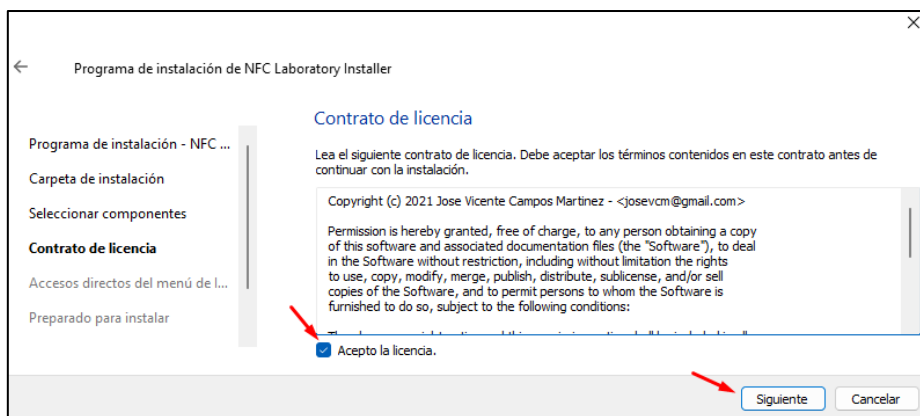 Programa de instalación de NFC Laboratory Installer
Programa de instalación - NFC ...
Carpeta de instalación
Seleccionar componentes
Contrato de licencia
Accesos directos del menú de l...
Preparado para instalar
Contrato de licencia
Lea el siguiente contrato de licencia. Debe aceptar los términos contenidos en este contrato antes de
continuar con la instalación.
Copyright (c) 2021 Jose Vicente Campos Martinez - <josevcm@gmail.com>
Permission is hereby granted, free of charge, to any person obtaining a copy
of this software and associated documentation files (the "Software"), to deal
in the Software without restriction, including without limitation the rights
to use, copy, modify, merge, publish, distribute, sublicense, and/or sell
copies of the Software, and to permit persons to whom the Software is
furnished to do so, subject to the following conditions:
Acepto la licencia.
Siguiente
Cancelar